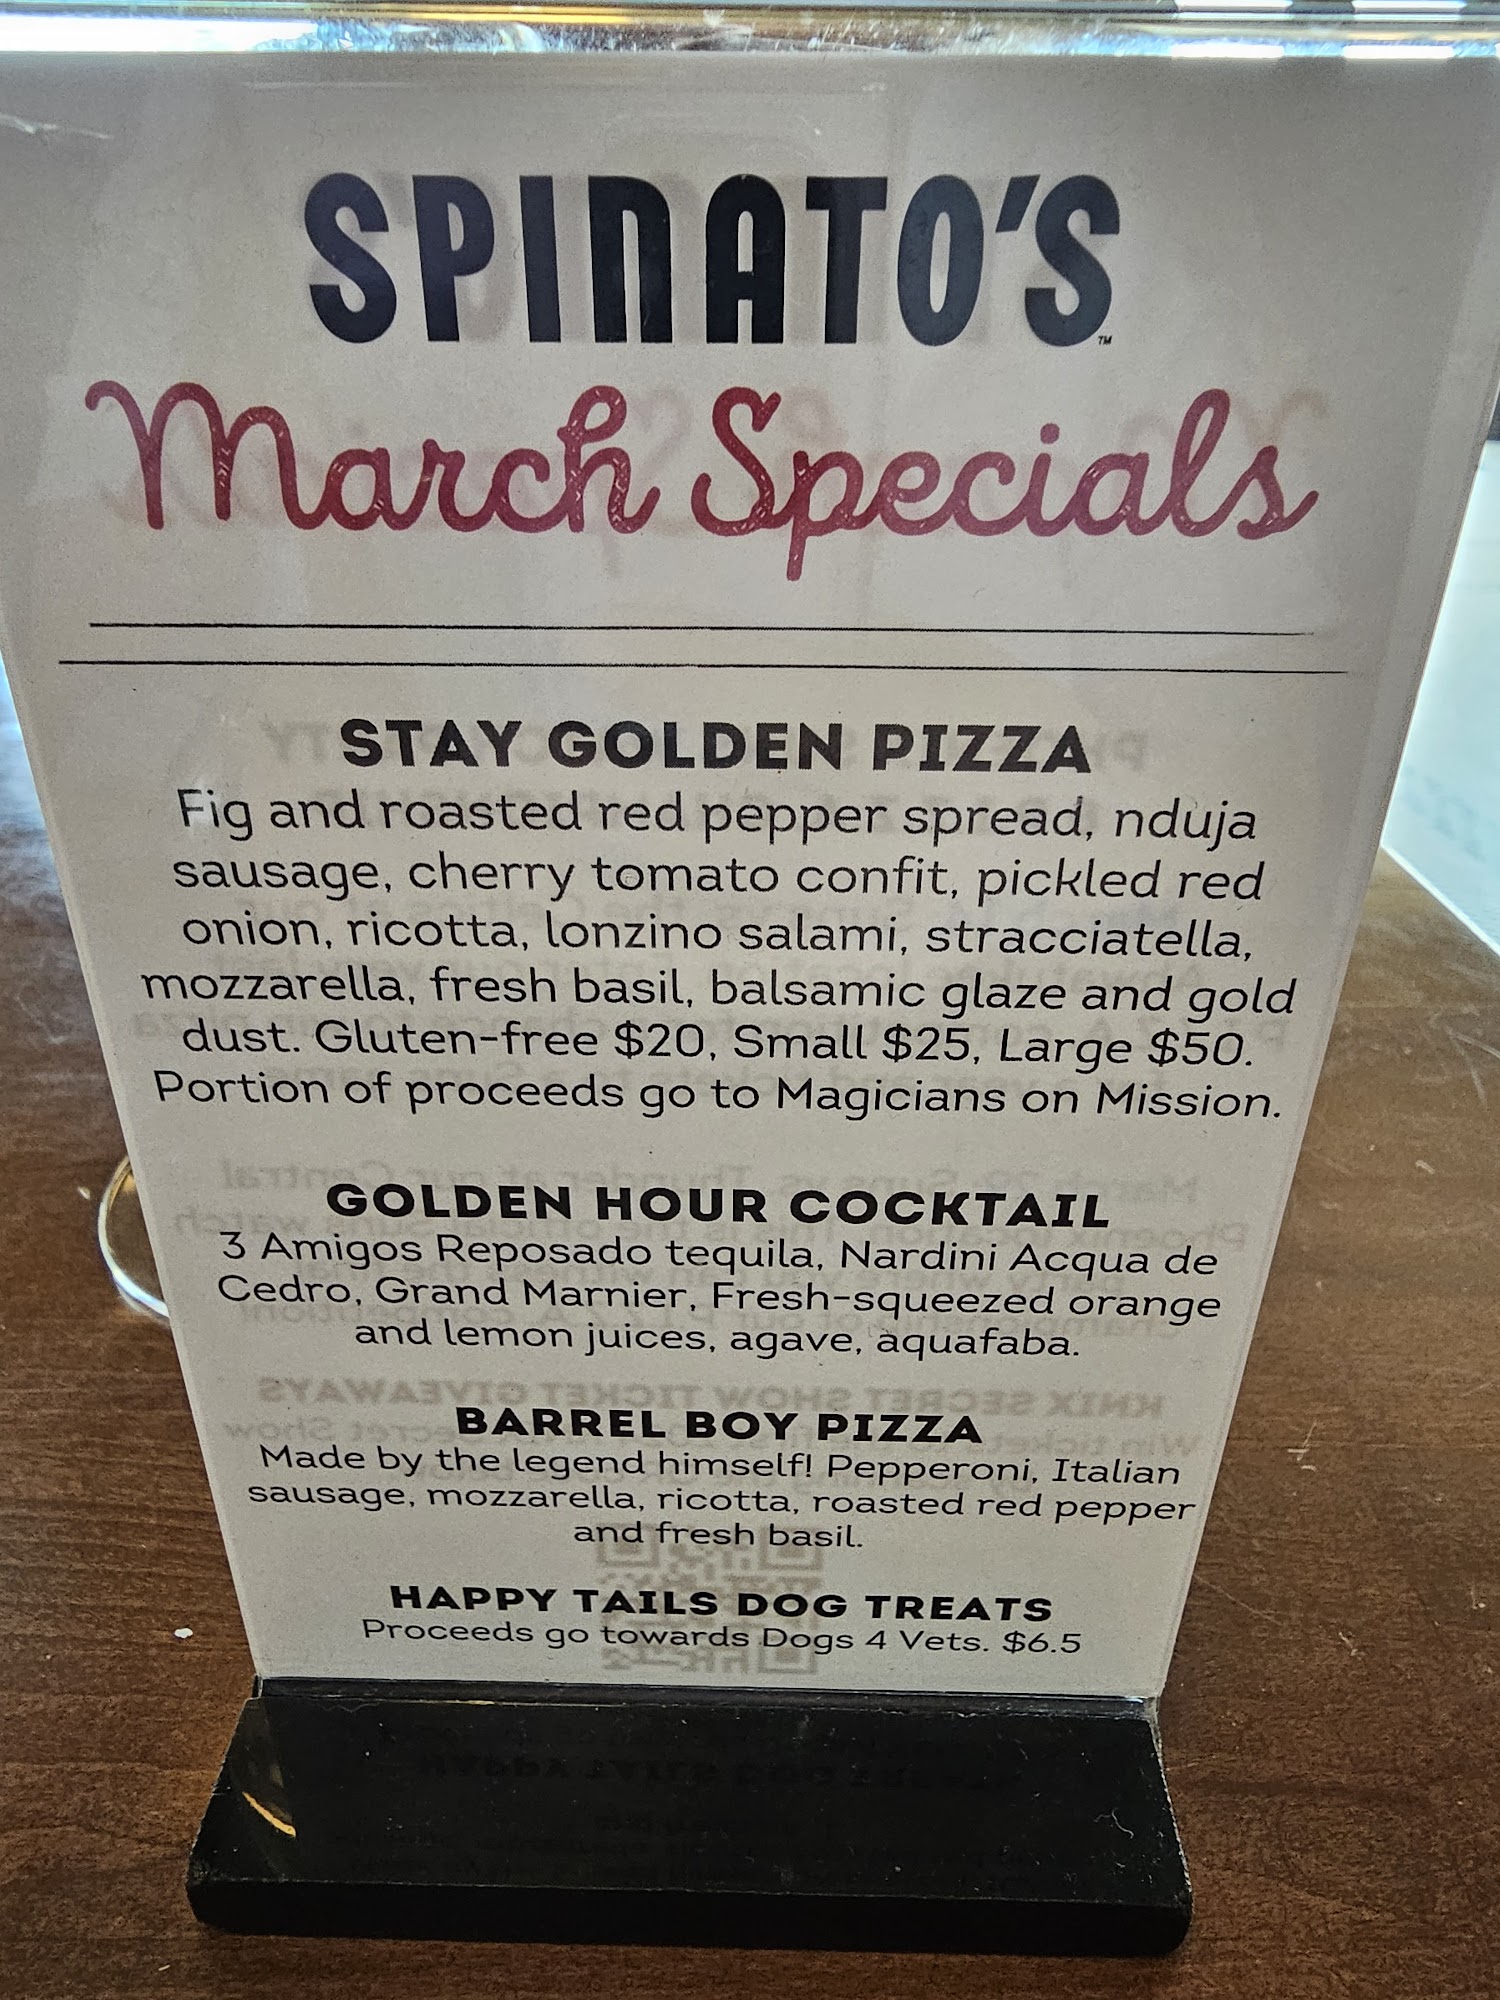 SPINATO'S
TM
March Specials
STAY GOLDEN PIZZA
Fig and roasted red pepper spread, nduja
sausage, cherry tomato confit, pickled red
onion, ricotta, lonzino salami, stracciatella,
mozzarella, fresh basil, balsamic glaze and gold
dust. Gluten-free $20, Small $25, Large $50.
Portion of proceeds go to Magicians on Mission.
GOLDEN HOUR COCKTAIL
3 Amigos Reposado tequila, Nardini Acqua de
Cedro, Grand Marnier, Fresh-squeezed orange
and lemon juices, agave, aquafaba.
BARREL BOY PIZZA
Made by the legend himself! Pepperoni, Italian
sausage, mozzarella, ricotta, roasted red pepper
and fresh basil.
HAPPY TAILS DOG TREATS
Proceeds go towards Dogs 4 Vets. $6.5